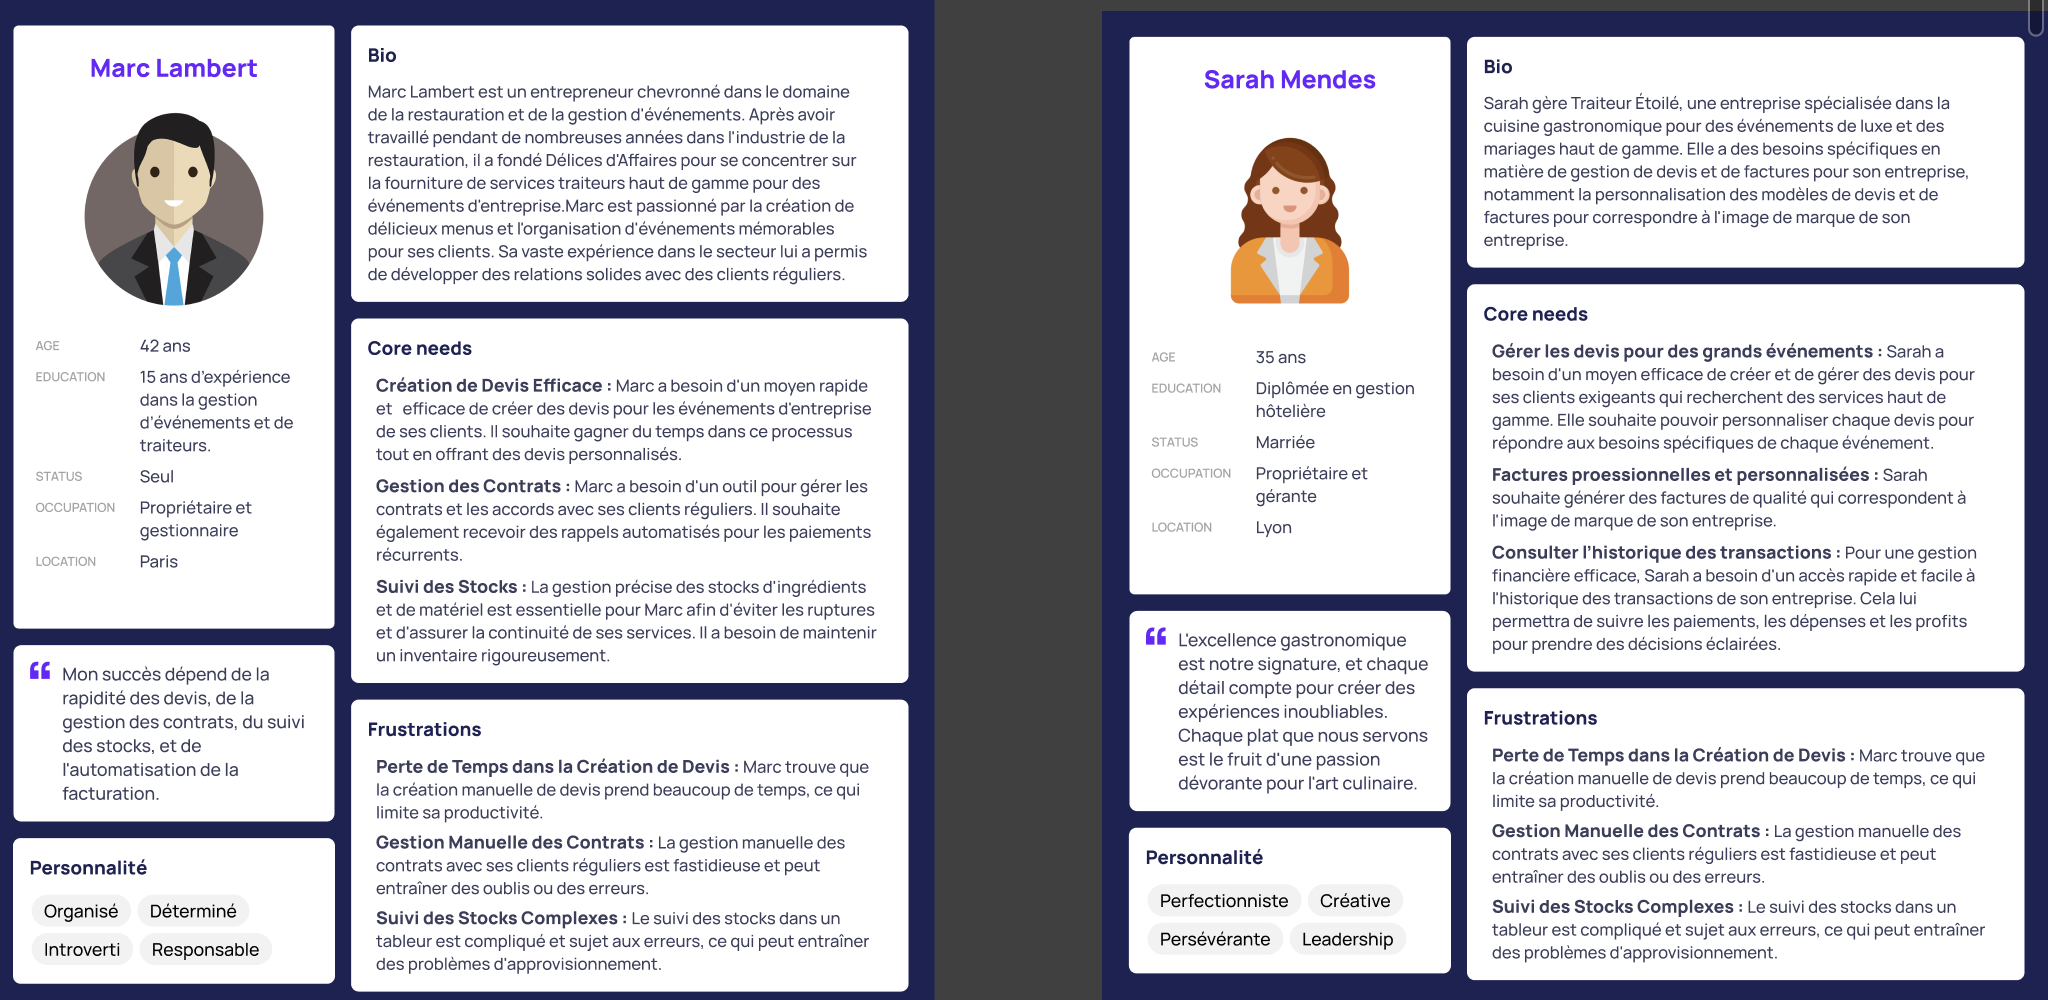 Marc Lambert
AGE 42 ans
EDUCATION 15 ans d'expérience
dans la gestion
d'événements et de
traiteurs.
STATUS Seul
OCCUPATION Propriétaire et
gestionnaire
LOCATION Paris
Mon succès dépend de la
rapidité des devis, de la
gestion des contrats, du suivi
des stocks, et de
l'automatisation de la
facturation.
Personnalité
Organisé Déterminé
Introverti Responsable
Bio
Marc Lambert est un entrepreneur chevronné dans le domaine
de la restauration et de la gestion d'événements. Après avoir
travaillé pendant de nombreuses années dans l'industrie de la
restauration, il a fondé Délices d'Affaires pour se concentrer sur
la fourniture de services traiteurs haut de gamme pour des
événements d'entreprise.Marc est passionné par la création de
délicieux menus et l'organisation d'événements mémorables
pour ses clients. Sa vaste expérience dans le secteur lui a permis
de développer des relations solides avec des clients réguliers.
Core needs
Création de Devis Efficace : Marc a besoin d'un moyen rapide
et efficace de créer des devis pour les événements d'entreprise
de ses clients. Il souhaite gagner du temps dans ce processus
tout en offrant des devis personnalisés.
Gestion des Contrats : Marc a besoin d'un outil pour gérer les
contrats et les accords avec ses clients réguliers. Il souhaite
également recevoir des rappels automatisés pour les paiements
récurrents.
Suivi des Stocks : La gestion précise des stocks d'ingrédients
et de matériel est essentielle pour Marc afin d'éviter les ruptures
et d'assurer la continuité de ses services. Il a besoin de maintenir
un inventaire rigoureusement.
Frustrations
Perte de Temps dans la Création de Devis : Marc trouve que
la création manuelle de devis prend beaucoup de temps, ce qui
limite sa productivité.
Gestion Manuelle des Contrats : La gestion manuelle des
contrats avec ses clients réguliers est fastidieuse et peut
entraîner des oublis ou des erreurs.
Suivi des Stocks Complexes : Le suivi des stocks dans un
tableur est compliqué et sujet aux erreurs, ce qui peut entraîner
des problèmes d'approvisionnement.
Sarah Mendes
AGE 35 ans
EDUCATION Diplômée en gestion
hôtelière
STATUS Marriée
OCCUPATION Propriétaire et
gérante
LOCATION Lyon
L'excellence gastronomique
est notre signature, et chaque
détail compte pour créer des
expériences inoubliables.
Chaque plat que nous servons
est le fruit d'une passion
dévorante pour l'art culinaire.
Personnalité
Perfectionniste Créative
Persévérante Leadership
Bio
Sarah gère Traiteur Étoilé, une entreprise spécialisée dans la
cuisine gastronomique pour des événements de luxe et des
mariages haut de gamme. Elle a des besoins spécifiques en
matière de gestion de devis et de factures pour son entreprise,
notamment la personnalisation des modèles de devis et de
factures pour correspondre à l'image de marque de son
entreprise.
Core needs
Gérer les devis pour des grands événements : Sarah a
besoin d'un moyen efficace de créer et de gérer des devis pour
ses clients exigeants qui recherchent des services haut de
gamme. Elle souhaite pouvoir personnaliser chaque devis pour
répondre aux besoins spécifiques de chaque événement.
Factures proessionnelles et personnalisées : Sarah
souhaite générer des factures de qualité qui correspondent à
l'image de marque de son entreprise.
Consulter l'historique des transactions : Pour une gestion
financière efficace, Sarah a besoin d'un accès rapide et facile à
l'historique des transactions de son entreprise. Cela lui
permettra de suivre les paiements, les dépenses et les profits
pour prendre des décisions éclairées.
Frustrations
Perte de Temps dans la Création de Devis : Marc trouve que
la création manuelle de devis prend beaucoup de temps, ce qui
limite sa productivité.
Gestion Manuelle des Contrats : La gestion manuelle des
contrats avec ses clients réguliers est fastidieuse et peut
entraîner des oublis ou des erreurs.
Suivi des Stocks Complexes : Le suivi des stocks dans un
tableur est compliqué et sujet aux erreurs, ce qui peut entraîner
des problèmes d'approvisionnement.